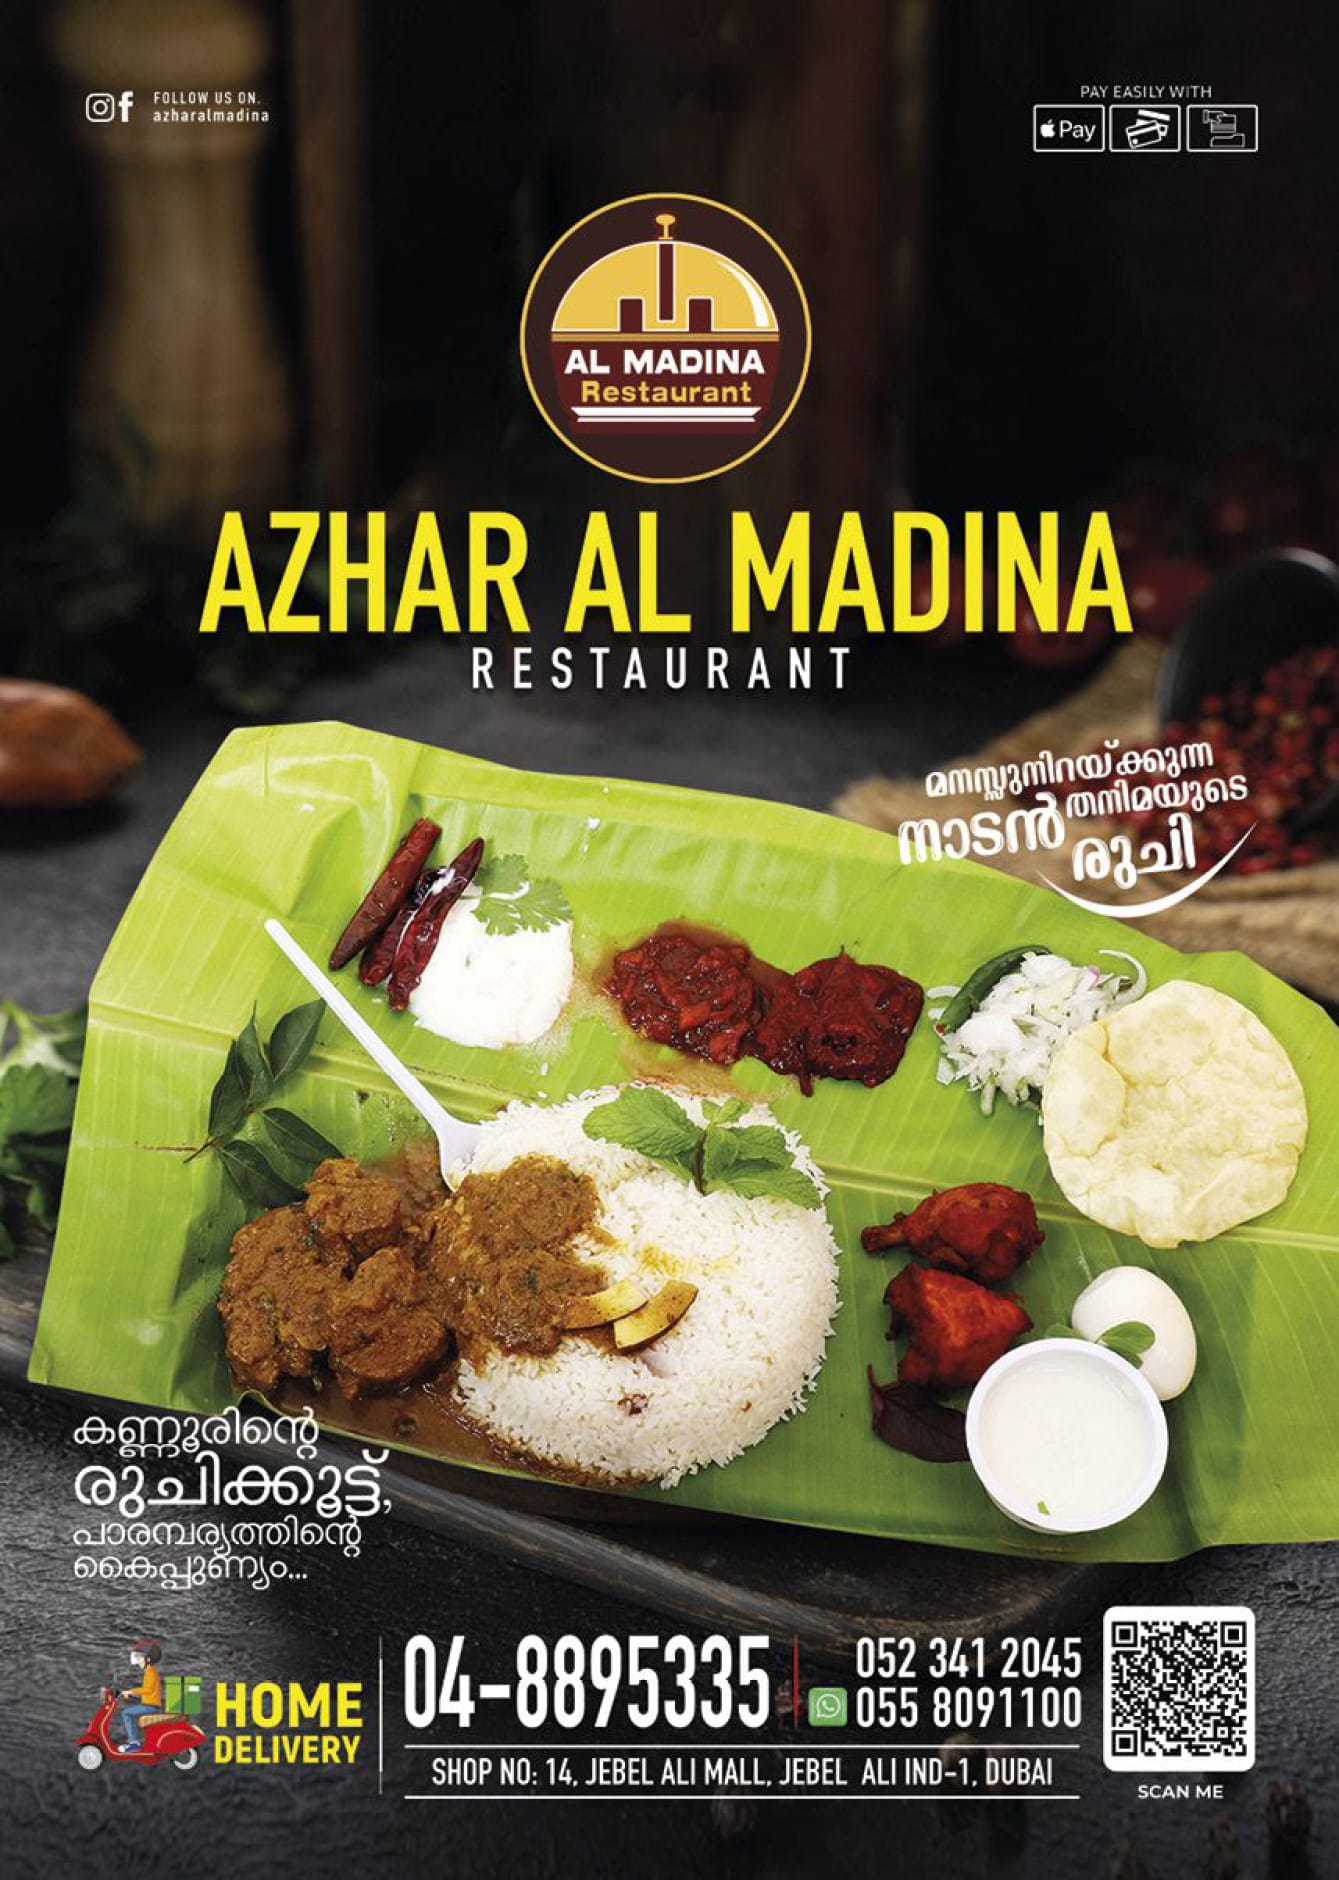 FOLLOW US ON.
azharalmadina
PAY EASILY WITH
Pay
AL MADINA
Restaurant
AZHAR AL MADINA
RESTAURANT
മനസ്സുനിറയ്ക്കുന്ന
നാടൻ തനിമയുടെ
രുചി
കണ്ണൂരിന്റെ
രുചിക്കൂട്ട്,
പാരമ്പര്യത്തിന്റെ
കൈപ്പുണ്യം...
HOME
DELIVERY
04-8895335
052 341 2045
055 8091100
SHOP NO: 14, JEBEL ALI MALL, JEBEL ALI IND-1, DUBAI
SCAN ME